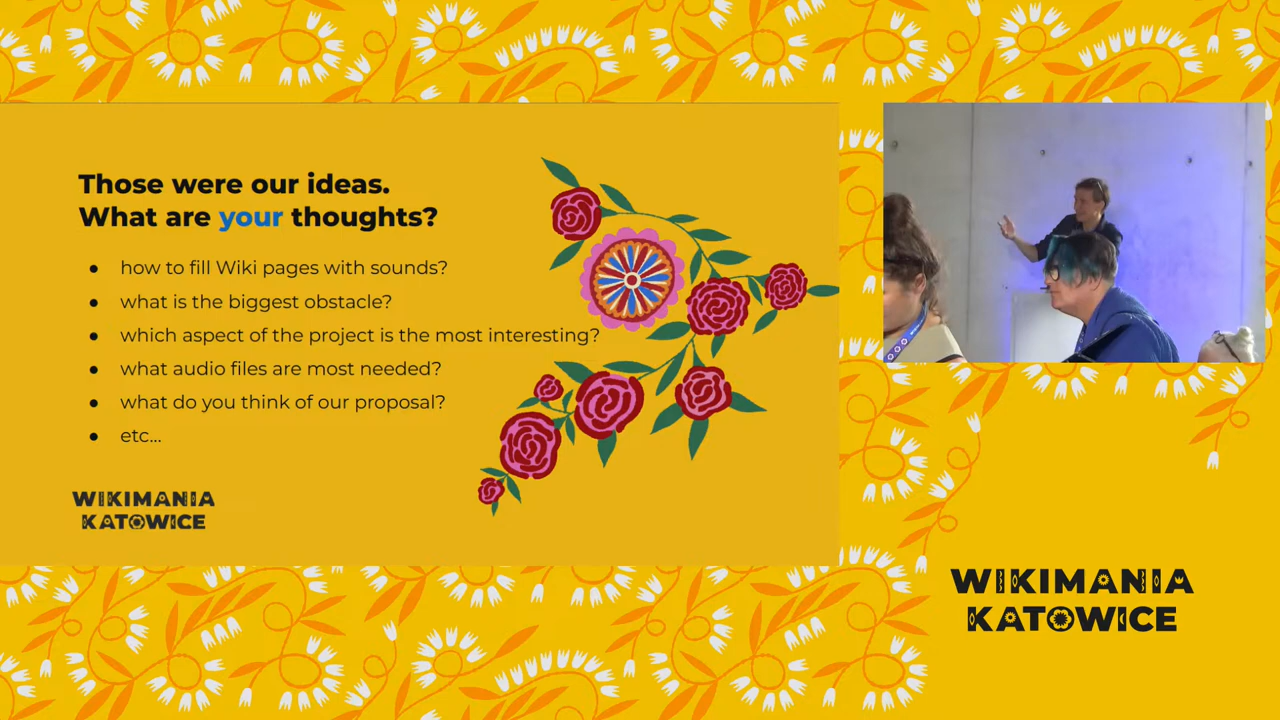 Those were our ideas.
What are your thoughts?
● how to fill Wiki pages with sounds?
● what is the biggest obstacle?
● which aspect of the project is the most interesting?
● what audio files are most needed?
● what do you think of our proposal?
● etc...
WIKIMANIA
KATOWICE
WIKIMANIA
KATOWICE